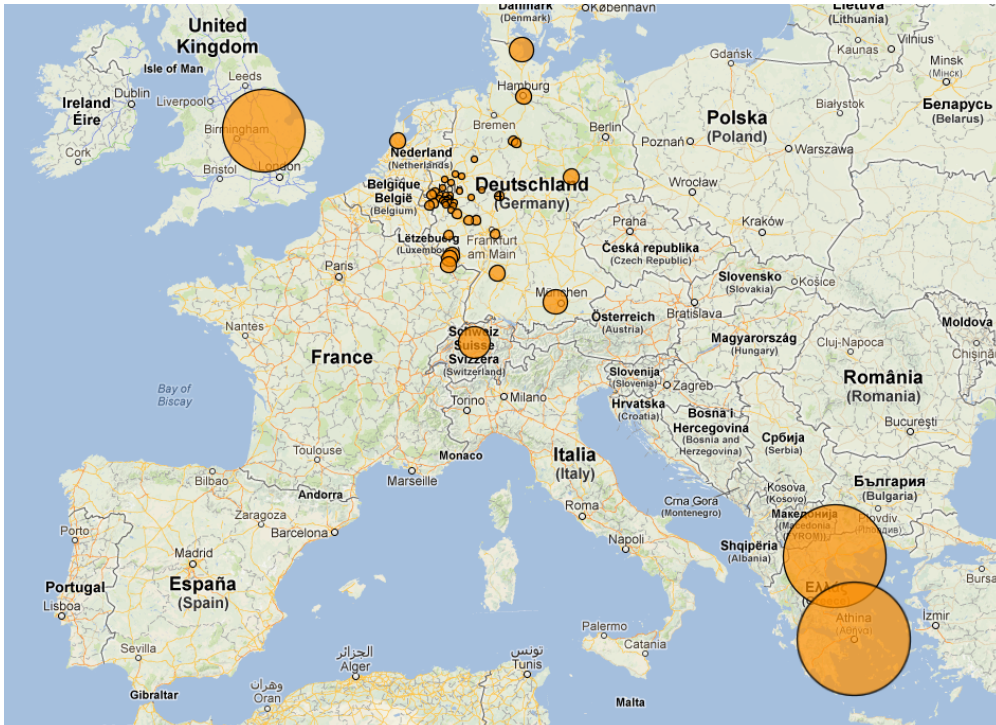 Danmark
(Denmark)
København
Lietuva
(Lithuania)
Kaunas
Vilnius
United
Kingdom
Isle of Man
Leeds
Gdańsk
Minsk
(Мінск)
Ireland
Éire
Dublin
Liverpool
Hamburg
Białystok
Беларусь
(Belarus)
Birmingham
Bremen
Polska
(Poland)
Cork
Berlin
Poznań
Warszawa
Nederland
(Netherlands)
Bristol
London
Belgique
België
(Belgium)
Deutschland
(Germany)
Wrocław
Praha
Kraków
Lëtzebuerg
Frankfurt
am Main
Česká republika
(Czech Republic)
Paris
Slovensko
(Slovakia)
Košice
München
Bratislava
Österreich
(Austria)
Moldova
Nantes
Schweiz
Suisse
Svizzera
(Switzerland)
Magyarország
(Hungary)
Cluj-Napoca
France
Slovenija
(Slovenia)
Zagreb
România
(Romania)
Bay of
Biscay
Torino
Milano
Hrvatska
(Croatia)
Bosna i
Hercegovina
(Bosnia and
Herzegovina)
București
Србија
(Serbia)
Toulouse
Monaco
Italia
(Italy)
Bilbao
Marseille
Andorra
Kosova
(Kosovo)
България
(Bulgaria)
Zaragoza
Roma
Crna Gora
(Montenegro)
Македонија
(Macedonia
Porto
Barcelona
Napoli
Shqipëria
(Albania)
Madrid
España
(Spain)
Portugal
Lisboa
Ελλάς
Athina
(Αθήνα)
İzmir
Palermo
Catania
Sevilla
الجزائر
Alger
تونس
Tunis
Gibraltar
وهران
Oran
Malta